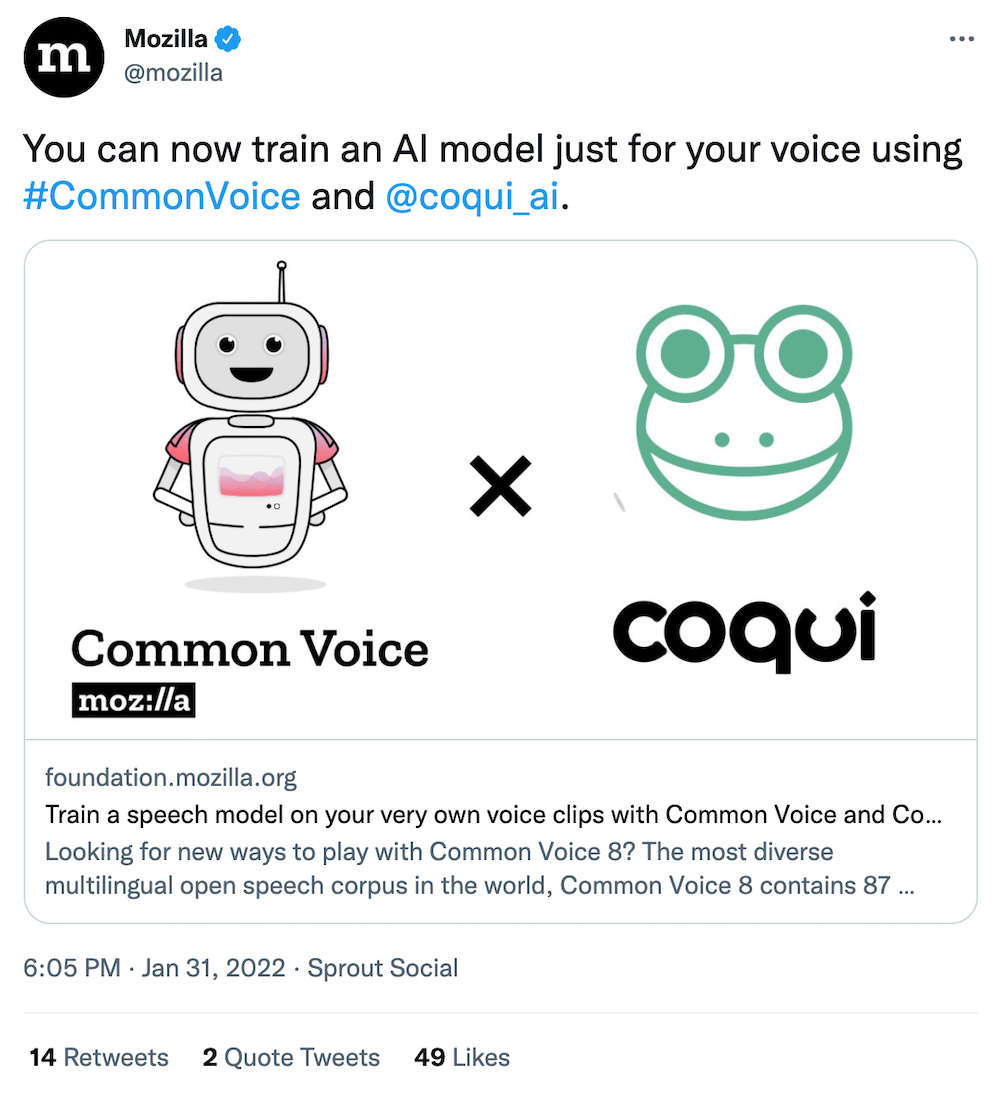 m
Mozilla
@mozilla
You can now train an AI model just for your voice using
#CommonVoice and @coqui_ai.
Common Voice
moz://a
coqui
foundation.mozilla.org
Train a speech model on your very own voice clips with Common Voice and Co...
Looking for new ways to play with Common Voice 8? The most diverse
multilingual open speech corpus in the world, Common Voice 8 contains 87 ...
6:05 PM · Jan 31, 2022 · Sprout Social
14 Retweets 2 Quote Tweets 49 Likes